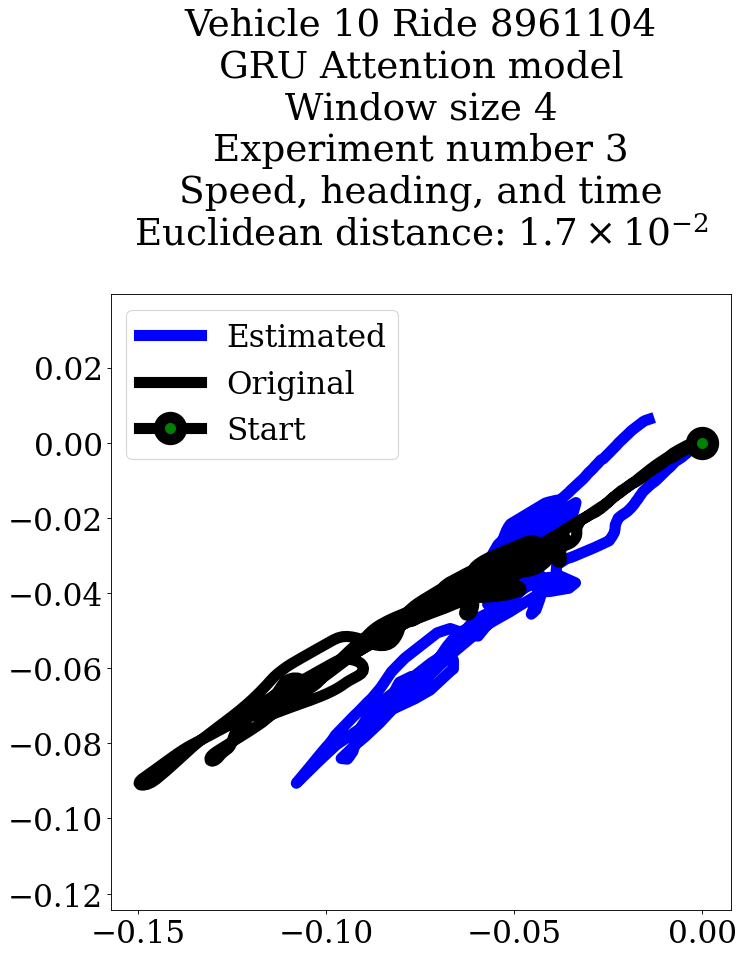 Vehicle 10 Ride 8961104
GRU Attention model
Window size 4
Experiment number 3
Speed, heading, and time
Euclidean distance: 1.7 × 10⁻²
Estimated
Original
Start
0.02
0.00
−0.02
−0.04
−0.06
−0.08
−0.10
−0.12
−0.15 −0.10 −0.05 0.00